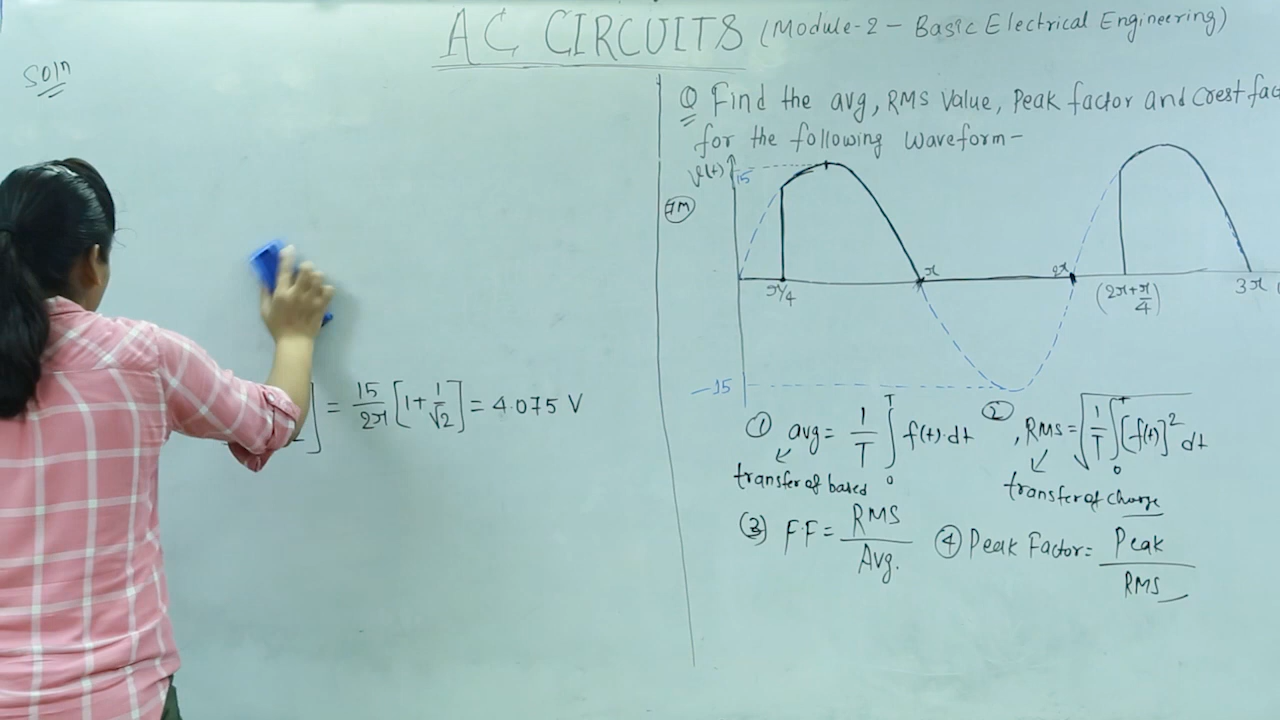 AC CIRCUITS (Module-2 - Basic Electrical Engineering)
Soln
Q Find the avg, RMS Value, Peak factor and Crest fac
for the following waveform-
v(t)
15
7M
π/4
π
2π
(2π+π/4)
3π
-15
] = 15/2π [1+1/√2] = 4.075 V
① avg = 1/T ∫₀ᵀ f(t)·dt
transfer of based
② , RMS = √(1/T ∫₀ᵀ [f(t)]² dt
transfer of charge
③ F·F = RMS/Avg.
④ Peak Factor = Peak/RMS